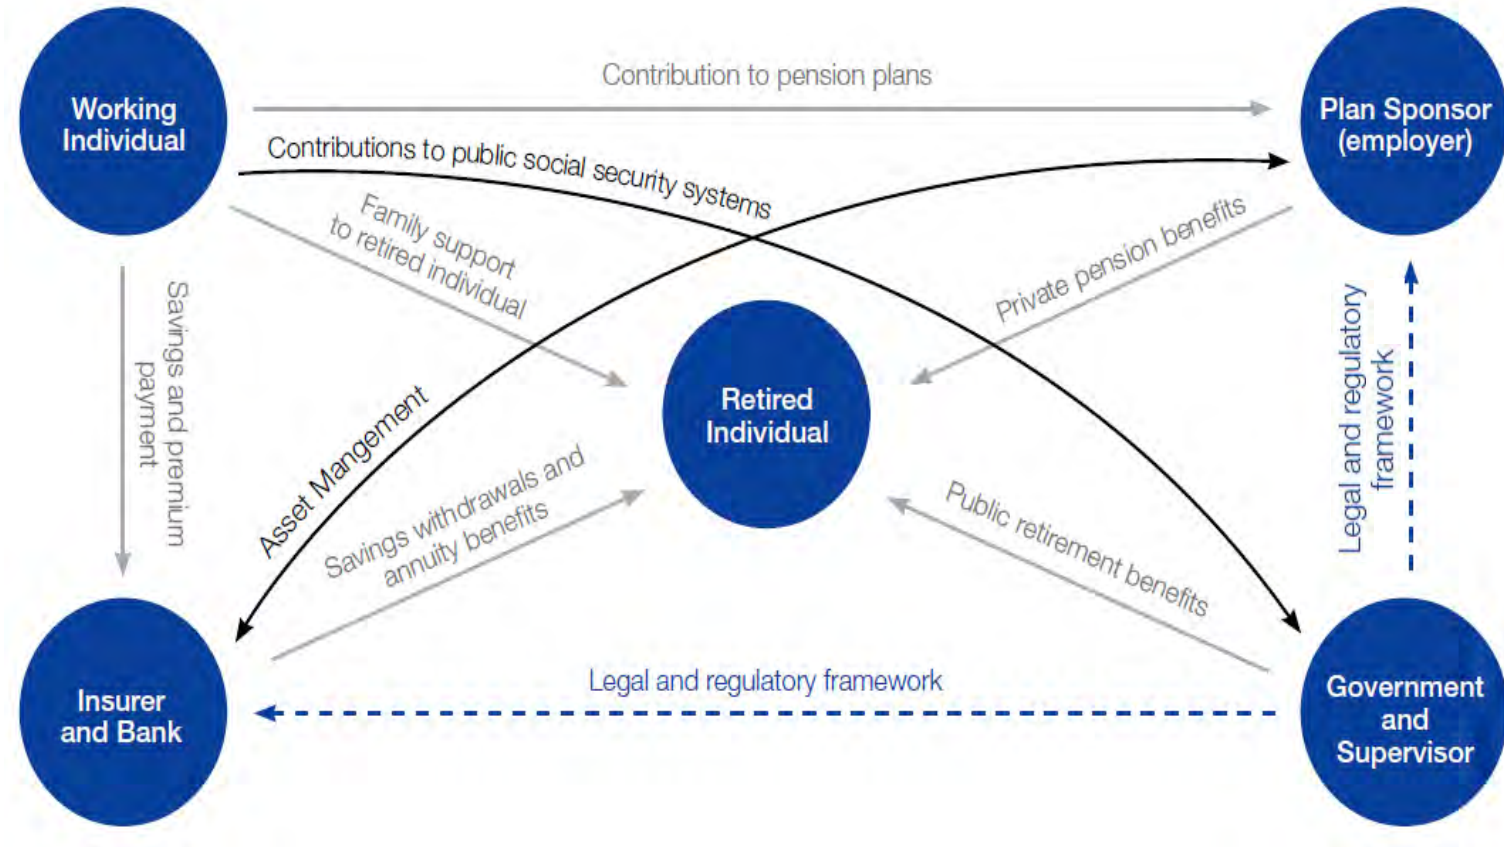 Working
Individual
Contribution to pension plans
Plan Sponsor
(employer)
Contributions to public social security systems
Family support
to retired individual
Private pension benefits
Savings and premium
payment
Retired
Individual
Legal and regulatory
framework
Asset Mangement
Savings withdrawals and
annuity benefits
Public retirement benefits
Insurer
and Bank
Legal and regulatory framework
Government
and
Supervisor